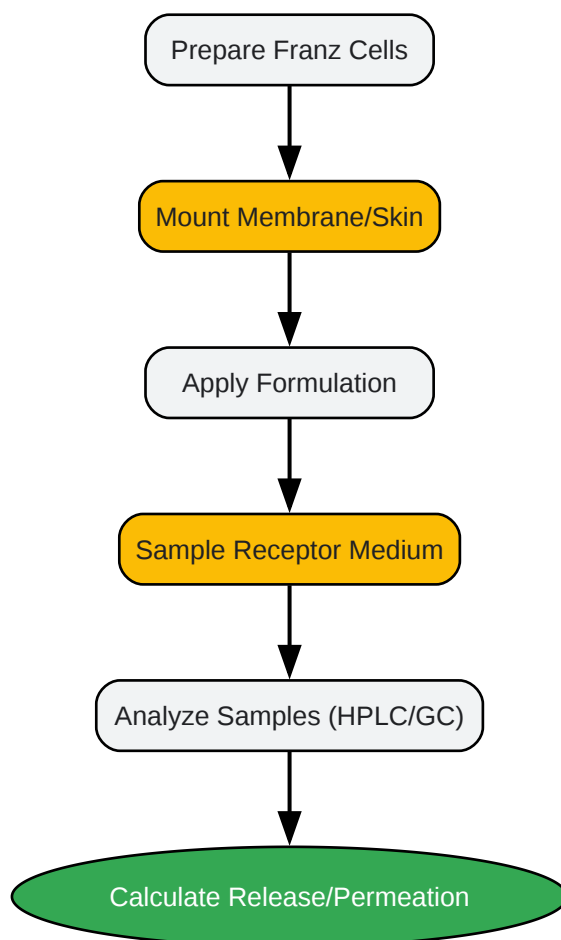 Prepare Franz Cells
Mount Membrane/Skin
Apply Formulation
Sample Receptor Medium
Analyze Samples (HPLC/GC)
Calculate Release/Permeation